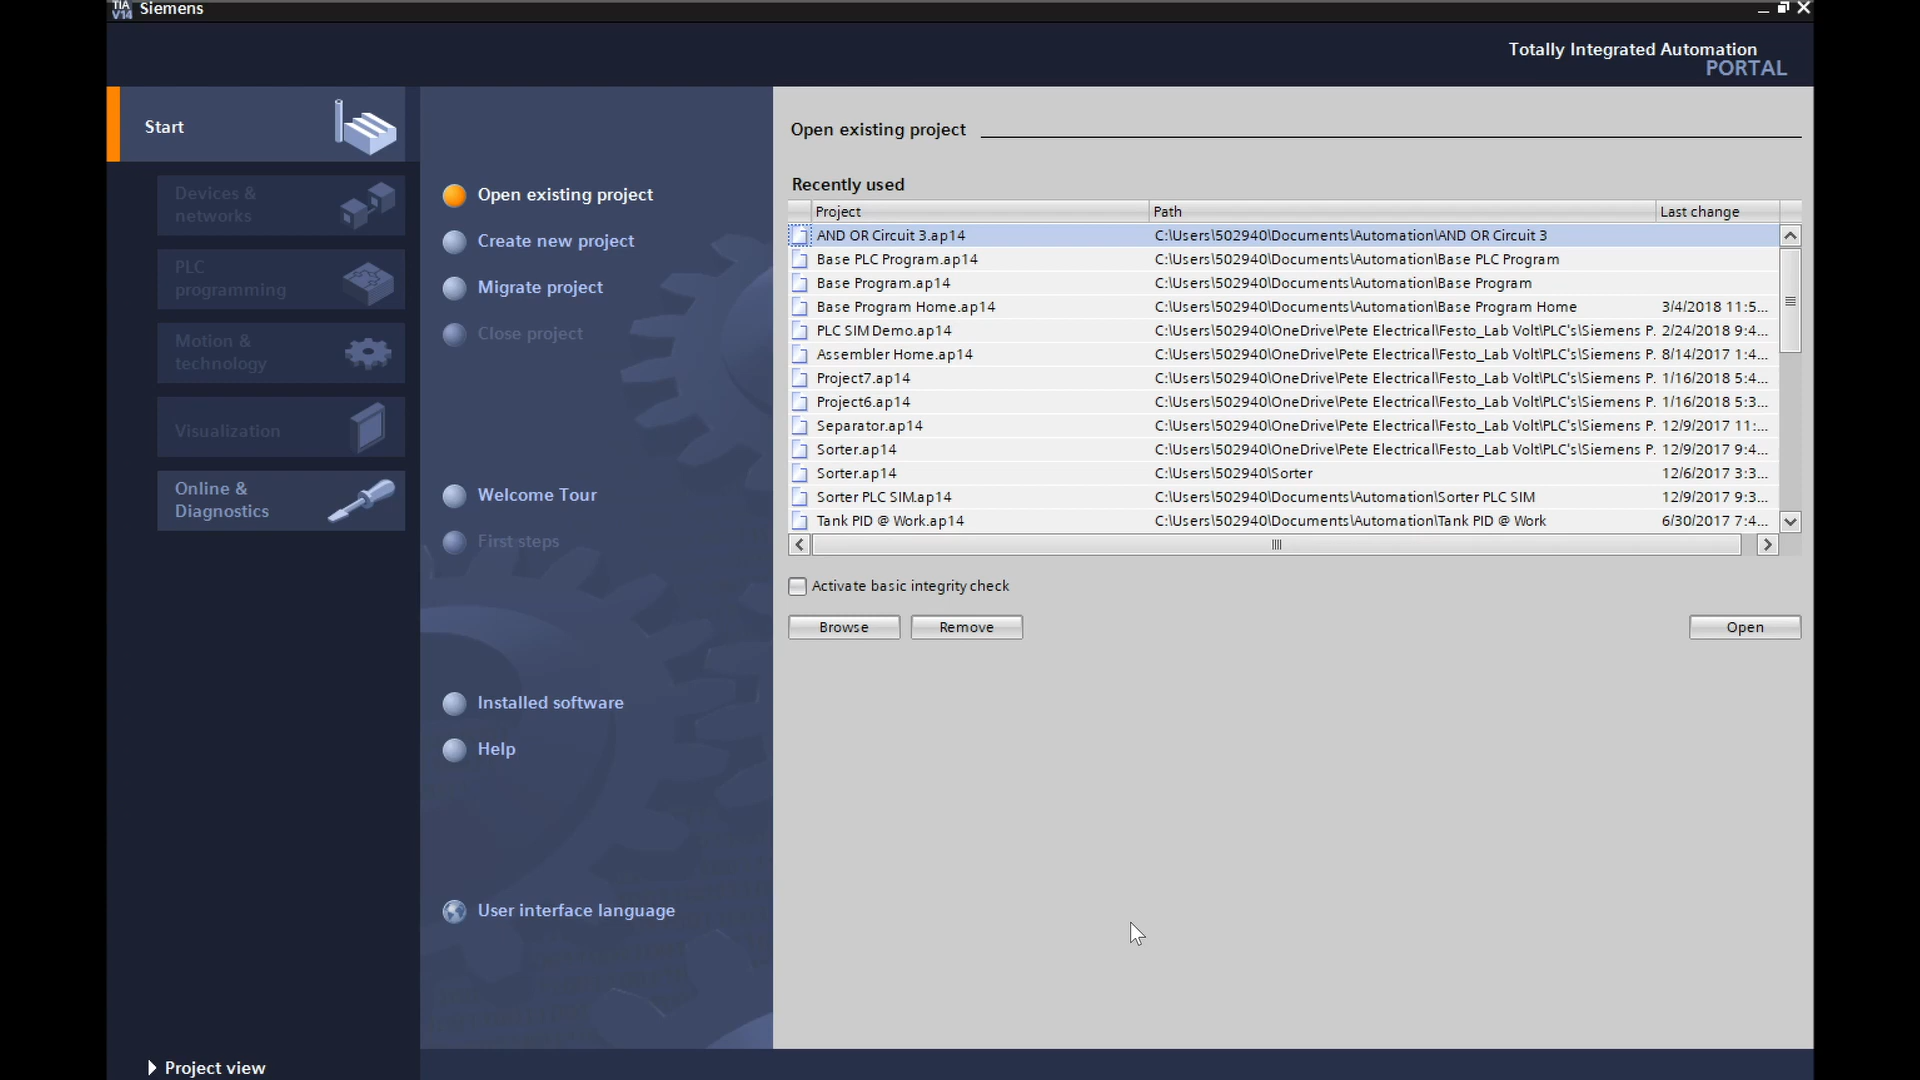 TIA
V14 Siemens
Totally Integrated Automation
PORTAL
Start
Devices &
networks
PLC
programming
Motion &
technology
Visualization
Online &
Diagnostics
Open existing project
Create new project
Migrate project
Close project
Welcome Tour
First steps
Installed software
Help
User interface language
Open existing project
Recently used
Project Path Last change
AND OR Circuit 3.ap14 C:\Users\502940\Documents\Automation\AND OR Circuit 3
Base PLC Program.ap14 C:\Users\502940\Documents\Automation\Base PLC Program
Base Program.ap14 C:\Users\502940\Documents\Automation\Base Program
Base Program Home.ap14 C:\Users\502940\Documents\Automation\Base Program Home 3/4/2018 11:5...
PLC SIM Demo.ap14 C:\Users\502940\OneDrive\Pete Electrical\Festo_Lab Volt\PLC's\Siemens P. 2/24/2018 9:4...
Assembler Home.ap14 C:\Users\502940\OneDrive\Pete Electrical\Festo_Lab Volt\PLC's\Siemens P. 8/14/2017 1:4...
Project7.ap14 C:\Users\502940\OneDrive\Pete Electrical\Festo_Lab Volt\PLC's\Siemens P. 1/16/2018 5:4...
Project6.ap14 C:\Users\502940\OneDrive\Pete Electrical\Festo_Lab Volt\PLC's\Siemens P. 1/16/2018 5:3...
Separator.ap14 C:\Users\502940\OneDrive\Pete Electrical\Festo_Lab Volt\PLC's\Siemens P. 12/9/2017 11:...
Sorter.ap14 C:\Users\502940\OneDrive\Pete Electrical\Festo_Lab Volt\PLC's\Siemens P. 12/9/2017 9:4...
Sorter.ap14 C:\Users\502940\Sorter 12/6/2017 3:3...
Sorter PLC SIM.ap14 C:\Users\502940\Documents\Automation\Sorter PLC SIM 12/9/2017 9:3...
Tank PID @ Work.ap14 C:\Users\502940\Documents\Automation\Tank PID @ Work 6/30/2017 7:4...
Activate basic integrity check
Browse Remove Open
Project view